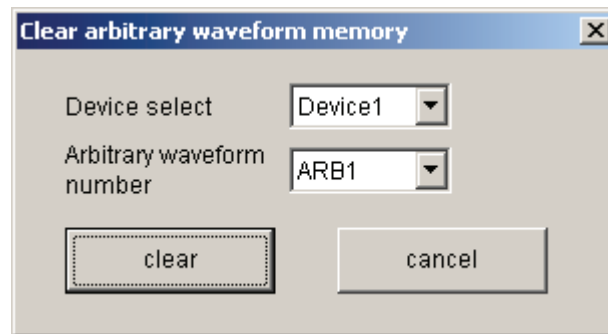 Clear arbitrary waveform memory
Device select
Device1
Arbitrary waveform
number
ARB1
clear
cancel